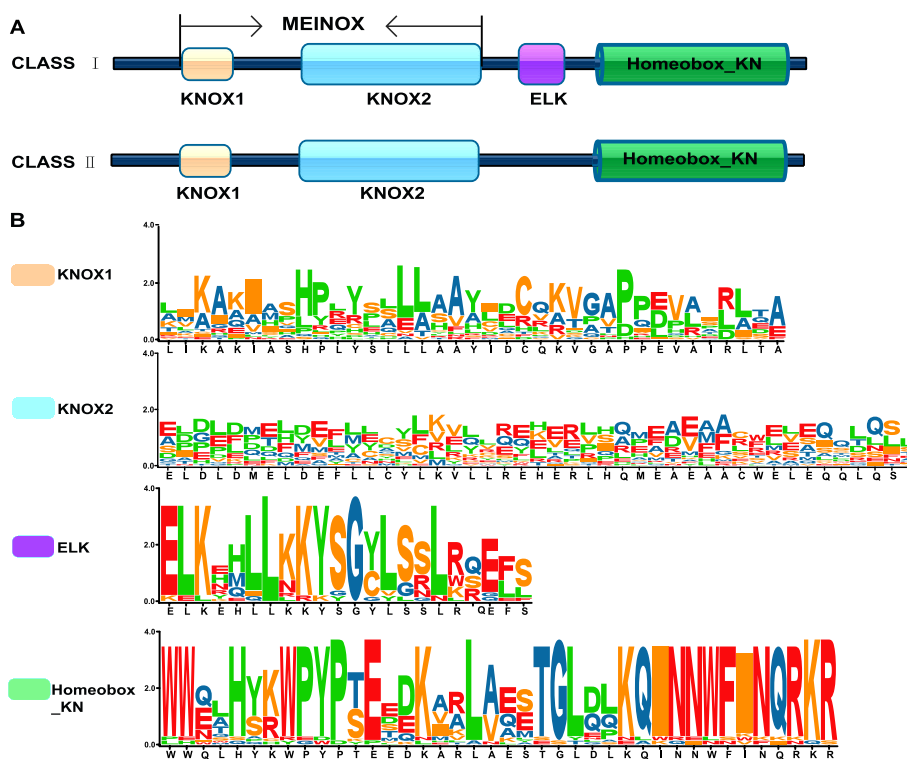 A
MEINOX
CLASS Ⅰ
Homeobox_KN
KNOX1
KNOX2
ELK
CLASS Ⅱ
Homeobox_KN
KNOX1
KNOX2
B
KNOX1
4.0
2.0
0.0
L I K A K I A S H P L Y S L L L A A Y I D C Q K V G A P P E V A I R L T A
KNOX2
4.0
2.0
0.0
E L D L D M E L D E F L L C Y L K V L L R E H E R L H Q M E A E A A C W E L E Q Q L Q S
ELK
4.0
2.0
0.0
E L K E H L L K K Y S G Y L S S L R Q E F S
Homeobox
_KN
4.0
2.0
0.0
W W Q L H Y K W P Y P T E E D K A R L A E S T G L D L K Q I N N W F I N Q R K R